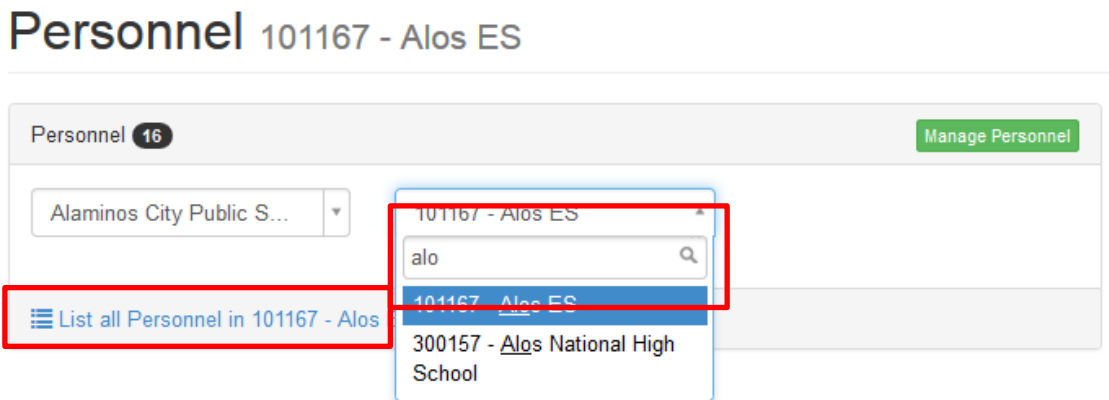 Personnel 101167 - Alos ES
Personnel 16
Manage Personnel
Alaminos City Public S...
101167 - Alos ES
alo
101167 - Alos ES
List all Personnel in 101167 - Alos
300157 - Alos National High
School